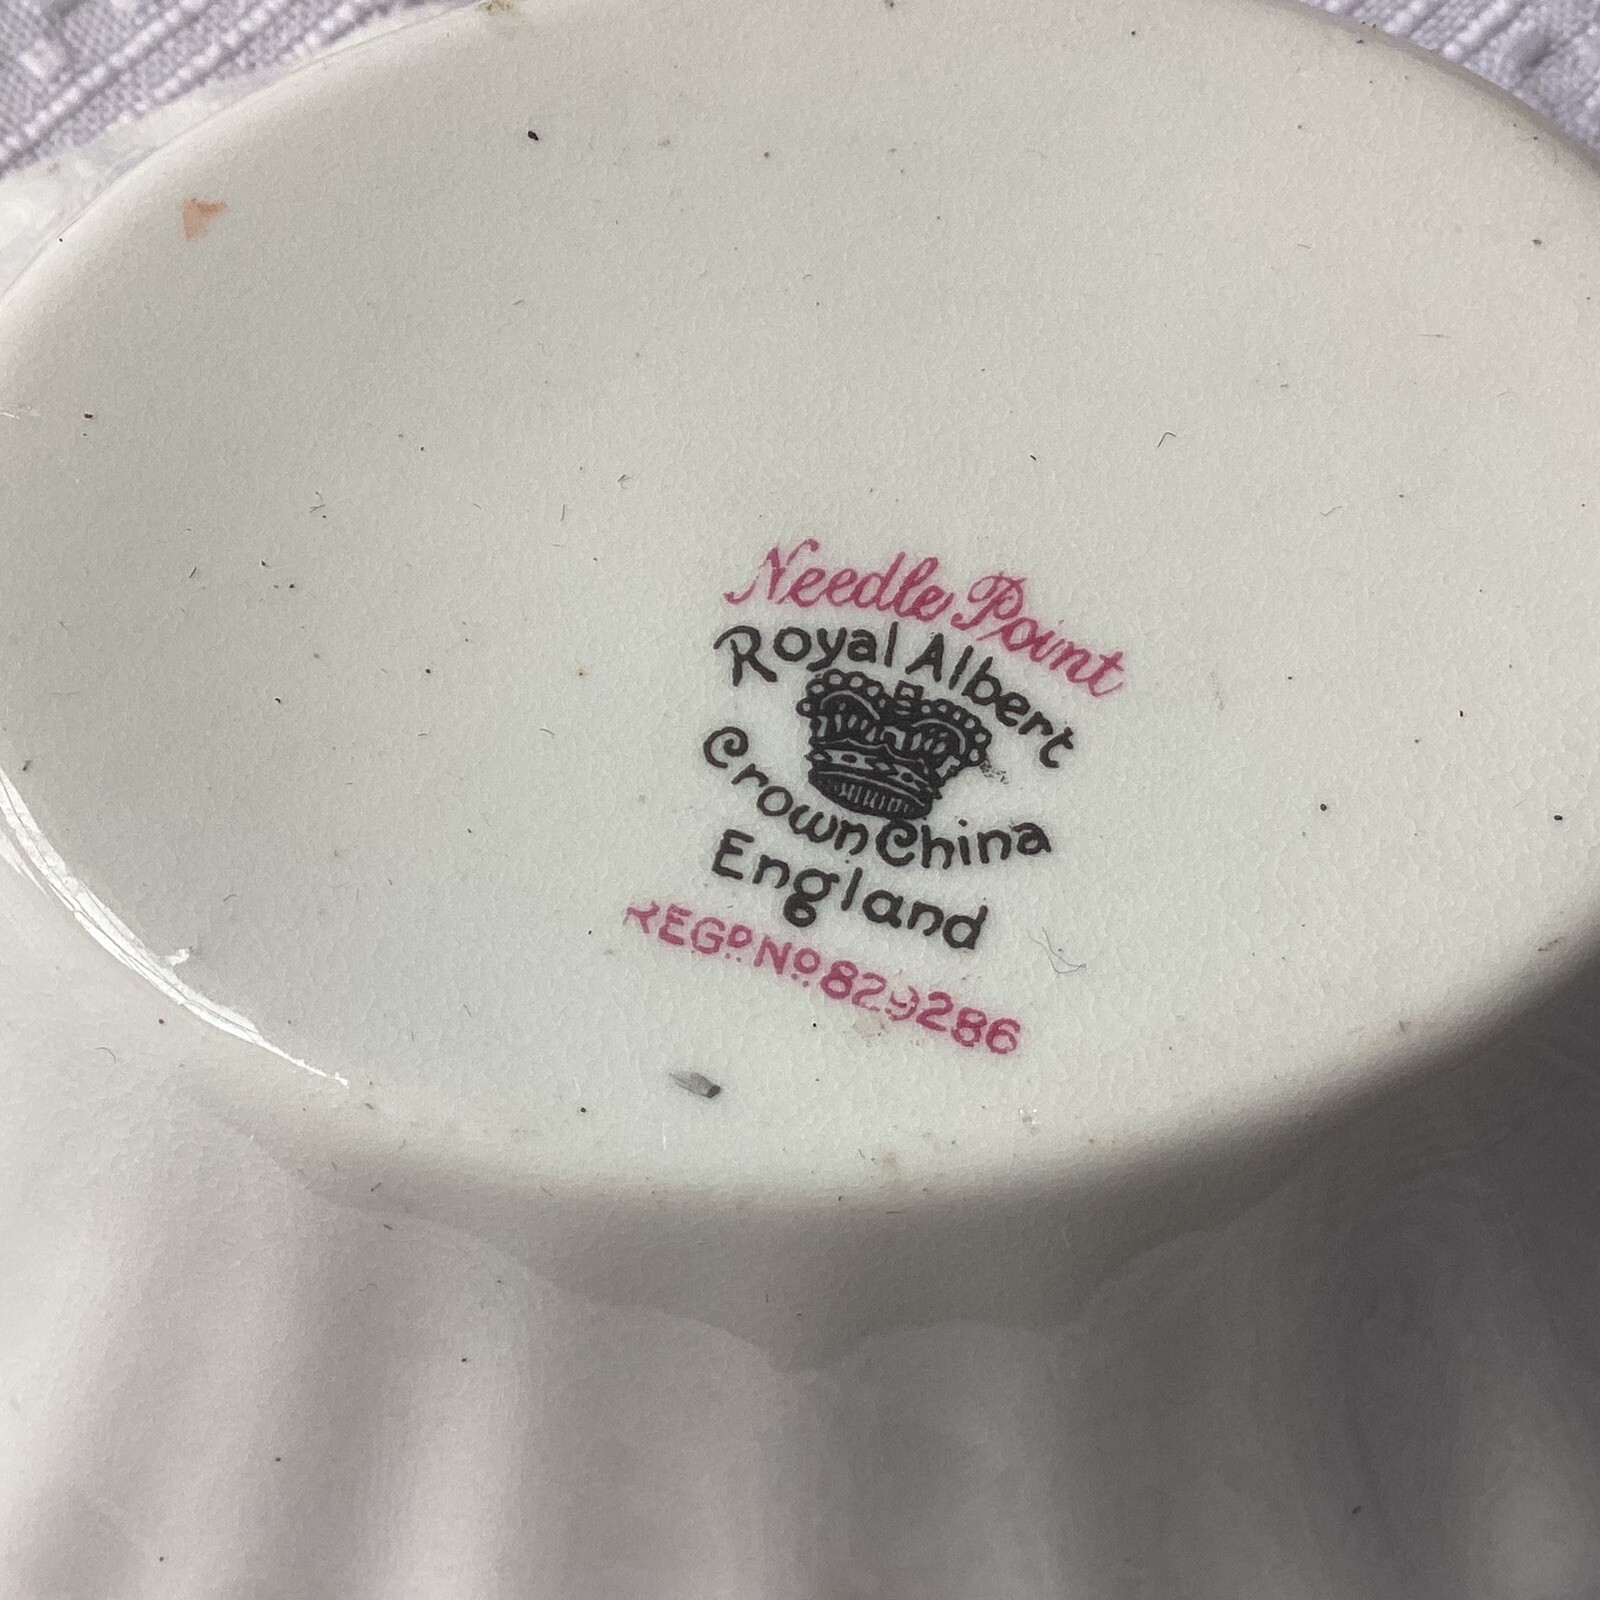 Needle Point
Royal Albert
Crown China
England
REGD No 829286